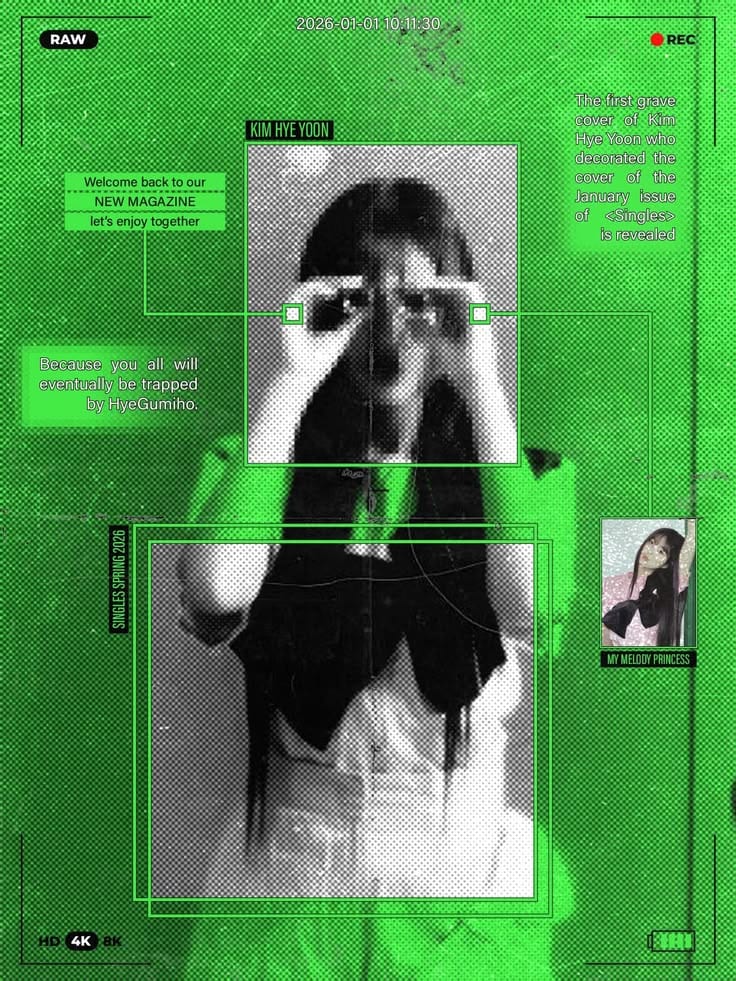 2026-01-01 10:11:30
RAW
REC
The first grave
cover of Kim
Hye Yoon who
decorated the
cover of the
January issue
of <Singles>
is revealed
KIM HYE YOON
Welcome back to our
NEW MAGAZINE
let's enjoy together
Because you all will
eventually be trapped
by HyeGumiho.
SINGLES SPRING 2026
MY MELODY PRINCESS
HD 4K 8K